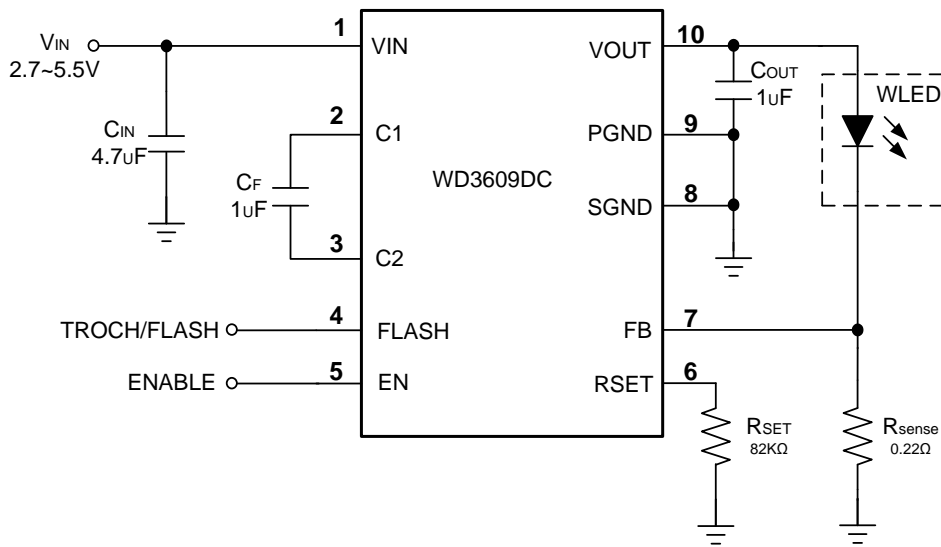 VIN
2.7~5.5V
CIN
4.7uF
CF
1uF
TROCH/FLASH
ENABLE
1
2
3
4
5
VIN
C1
C2
FLASH
EN
WD3609DC
VOUT
PGND
SGND
FB
RSET
10
9
8
7
6
COUT
1uF
WLED
RSET
82KΩ
Rsense
0.22Ω